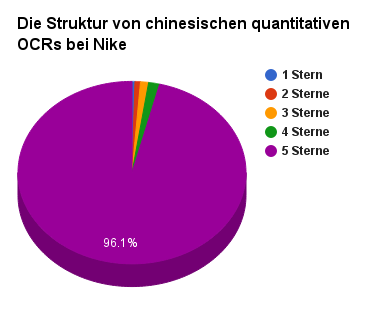 Die Struktur von chinesischen quantitativen
OCRs bei Nike
1 Stern
2 Sterne
3 Sterne
4 Sterne
5 Sterne
96.1%